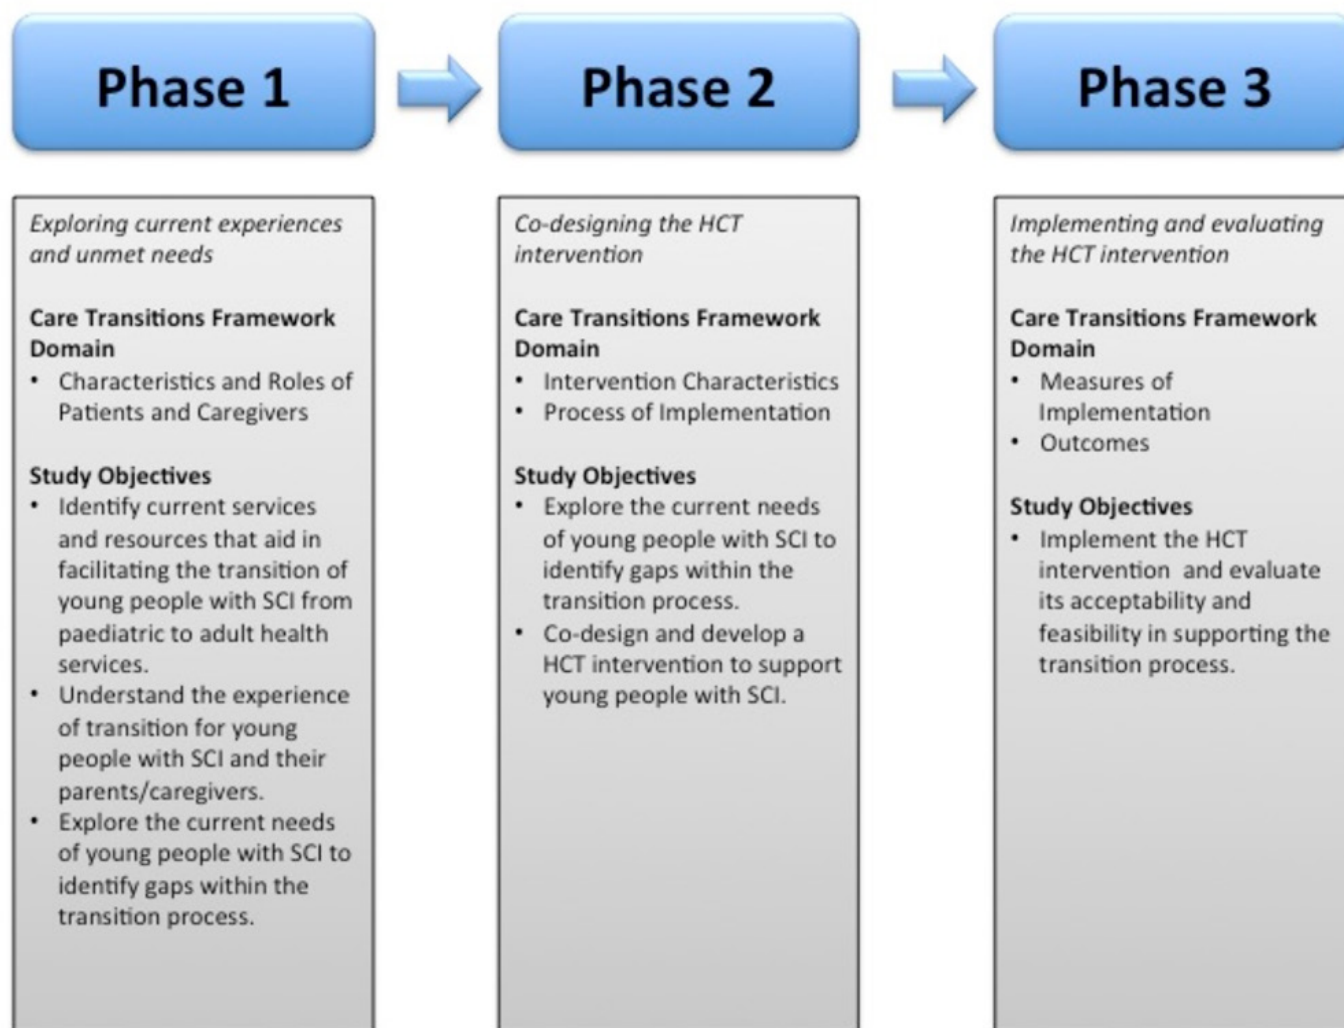 Phase 1
Phase 2
Phase 3
Exploring current experiences
and unmet needs
Care Transitions Framework
Domain
• Characteristics and Roles of
Patients and Caregivers
Study Objectives
• Identify current services
and resources that aid in
facilitating the transition of
young people with SCI from
paediatric to adult health
services.
• Understand the experience
of transition for young
people with SCI and their
parents/caregivers.
• Explore the current needs
of young people with SCI to
identify gaps within the
transition process.
Co-designing the HCT
intervention
Care Transitions Framework
Domain
• Intervention Characteristics
• Process of Implementation
Study Objectives
• Explore the current needs
of young people with SCI to
identify gaps within the
transition process.
• Co-design and develop a
HCT intervention to support
young people with SCI.
Implementing and evaluating
the HCT intervention
Care Transitions Framework
Domain
• Measures of
Implementation
• Outcomes
Study Objectives
• Implement the HCT
intervention and evaluate
its acceptability and
feasibility in supporting the
transition process.